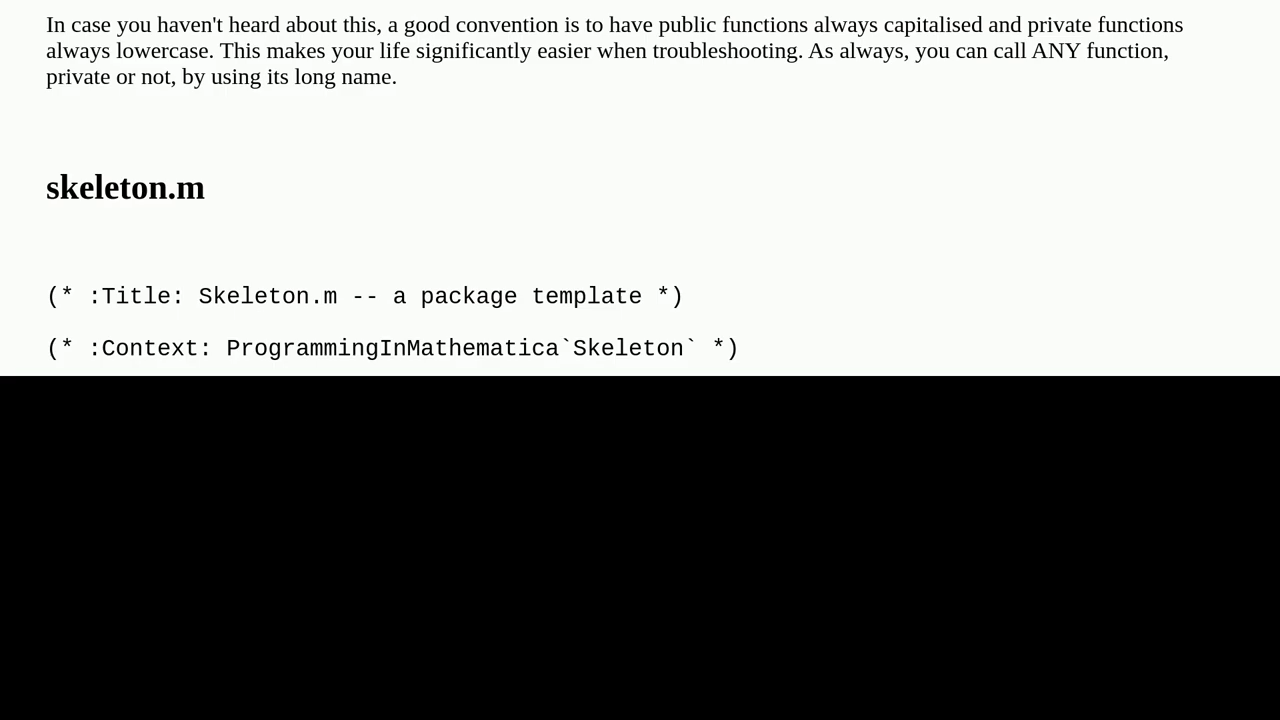 In case you haven't heard about this, a good convention is to have public functions always capitalised and private functions
always lowercase. This makes your life significantly easier when troubleshooting. As always, you can call ANY function,
private or not, by using its long name.
skeleton.m
(* :Title: Skeleton.m -- a package template *)
(* :Context: ProgrammingInMathematica`Skeleton` *)